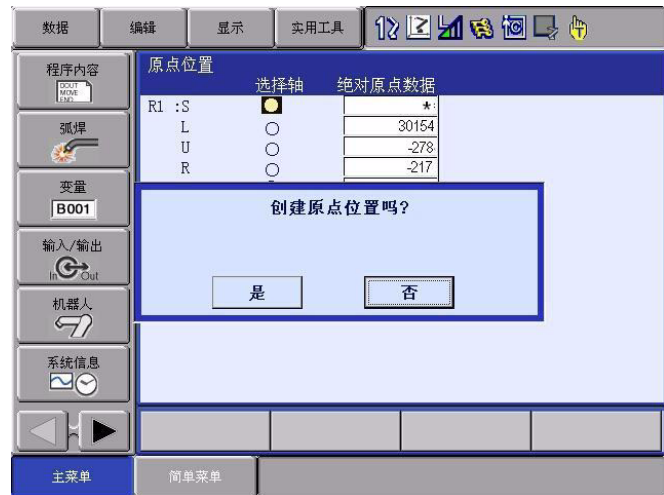 数据 编辑 显示 实用工具
程序内容
DOUT
MOVE
END
弧焊
变量
B001
输入/输出
In Out
机器人
系统信息
原点位置
选择轴 绝对原点数据
R1 :S *
L 30154
U -278
R -217
创建原点位置吗?
是 否
主菜单 简单菜单